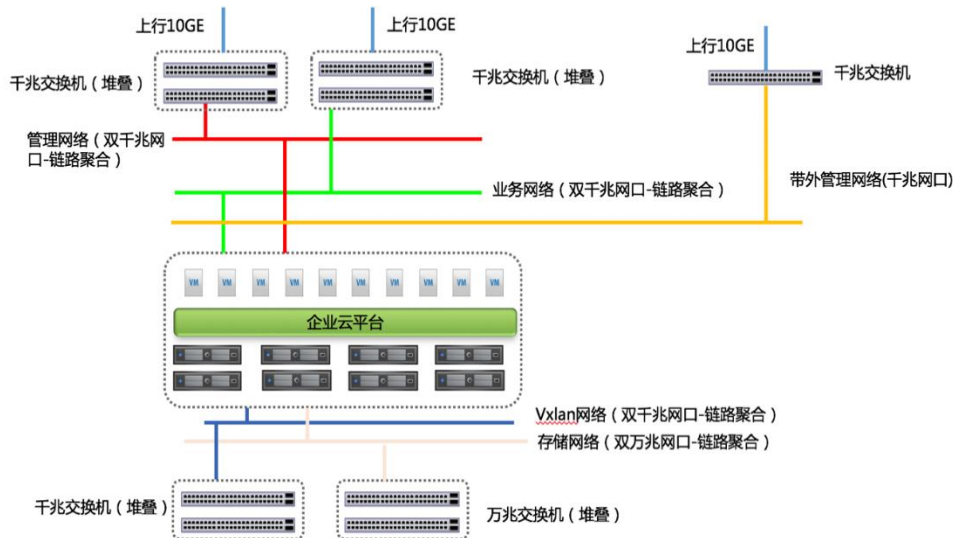 上行10GE
上行10GE
上行10GE
千兆交换机（堆叠）
千兆交换机（堆叠）
千兆交换机
管理网络（双千兆网
口-链路聚合）
业务网络（双千兆网口-链路聚合）
带外管理网络(千兆网口)
VM VM VM VM VM VM VM VM VM VM
企业云平台
Vxlan网络（双千兆网口-链路聚合）
存储网络（双万兆网口-链路聚合）
千兆交换机（堆叠）
万兆交换机（堆叠）